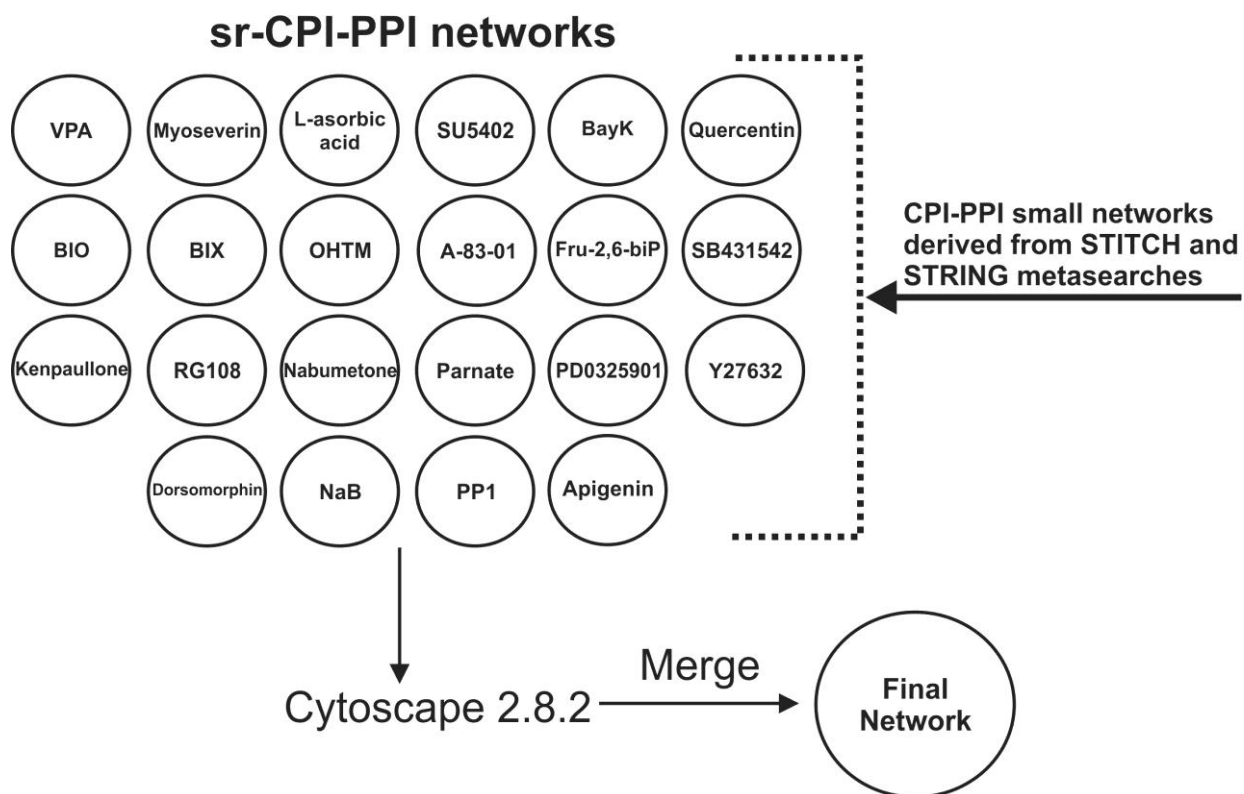 sr-CPI-PPI networks
VPA
Myoseverin
L-asorbic
acid
SU5402
BayK
Quercentin
BIO
BIX
OHTM
A-83-01
Fru-2,6-biP
SB431542
CPI-PPI small networks
derived from STITCH and
STRING metasearches
Kenpaullone
RG108
Nabumetone
Parnate
PD0325901
Y27632
Dorsomorphin
NaB
PP1
Apigenin
Cytoscape 2.8.2
Merge
Final
Network